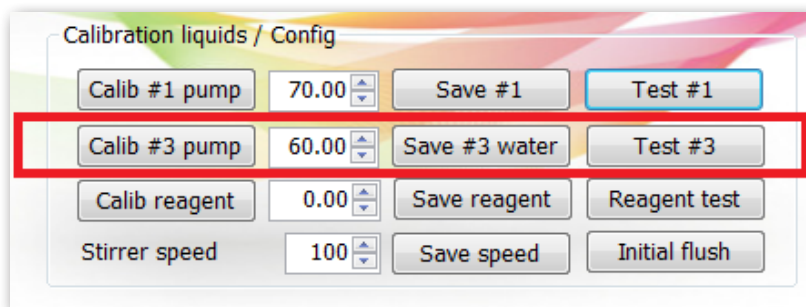 Calibration liquids / Config
Calib #1 pump 70.00 Save #1 Test #1
Calib #3 pump 60.00 Save #3 water Test #3
Calib reagent 0.00 Save reagent Reagent test
Stirrer speed 100 Save speed Initial flush